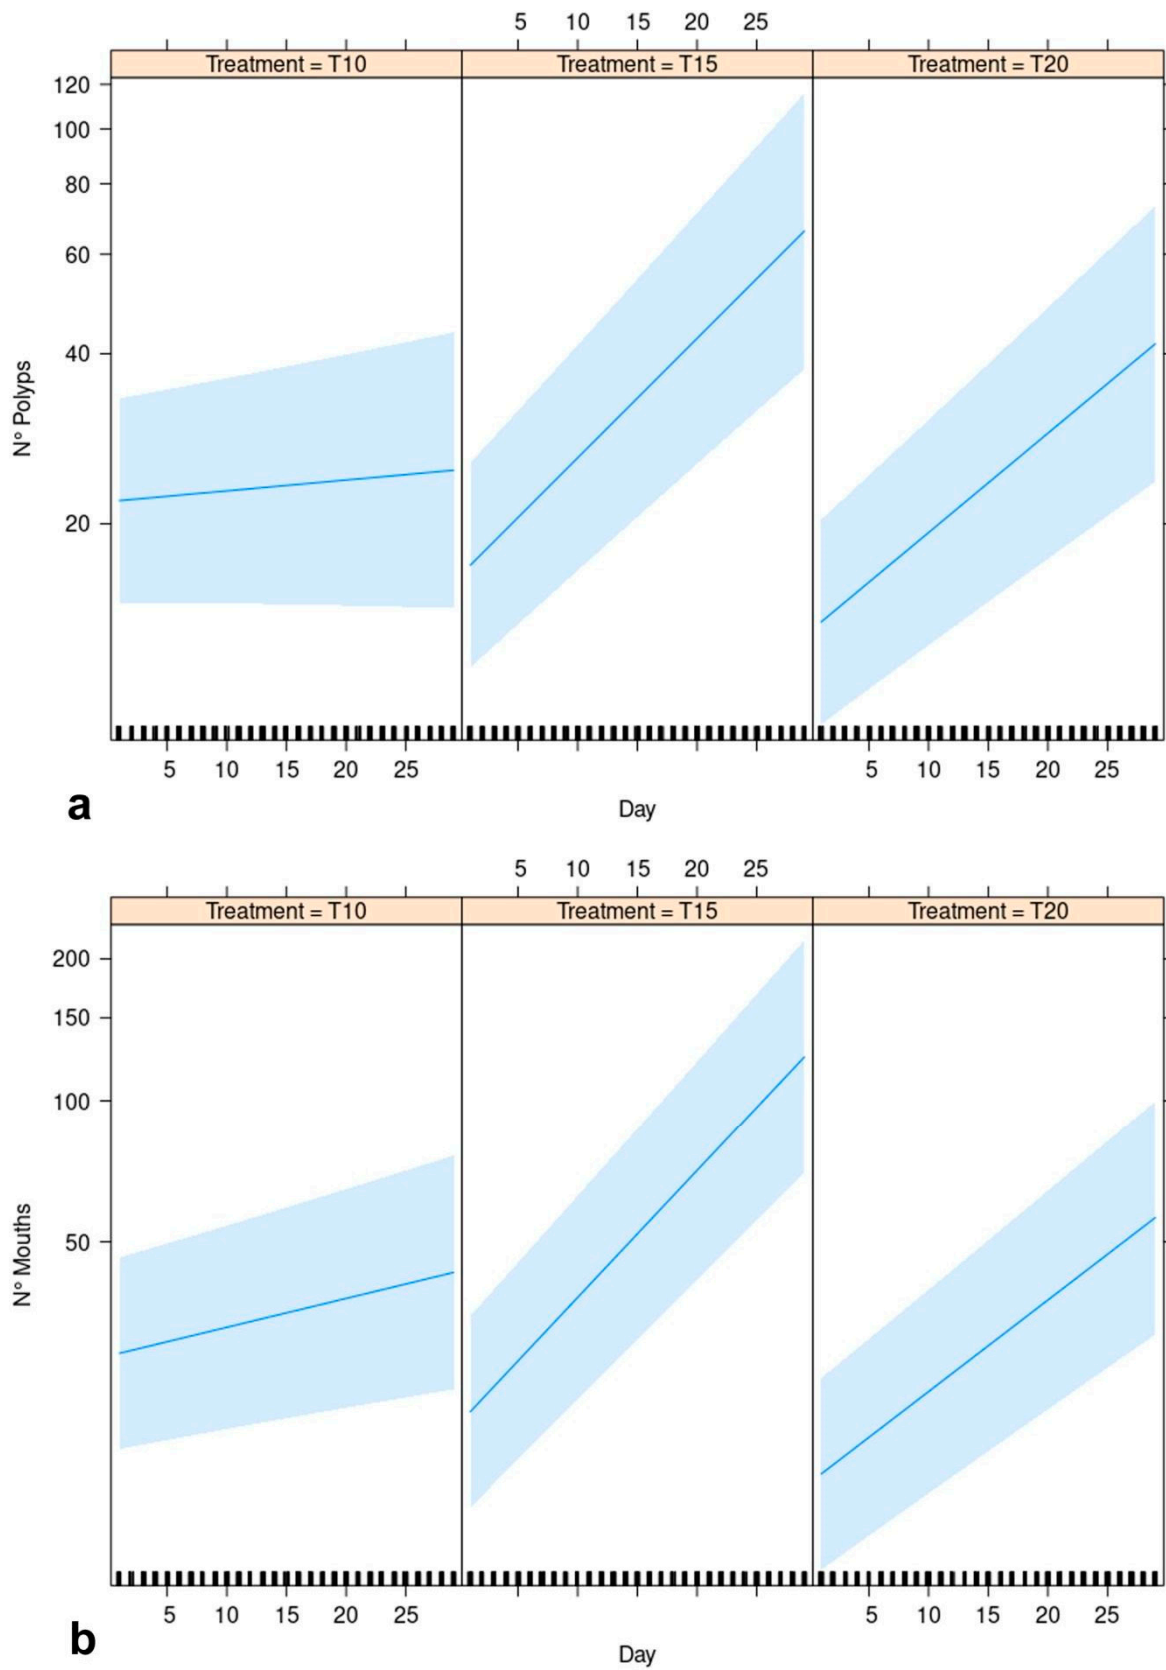 5 10 15 20 25
Treatment = T10 Treatment = T15 Treatment = T20
120
100
80
60
40
20
N° Polyps
5 10 15 20 25 5 10 15 20 25
a
Day
5 10 15 20 25
Treatment = T10 Treatment = T15 Treatment = T20
200
150
100
50
N° Mouths
5 10 15 20 25 5 10 15 20 25
b
Day